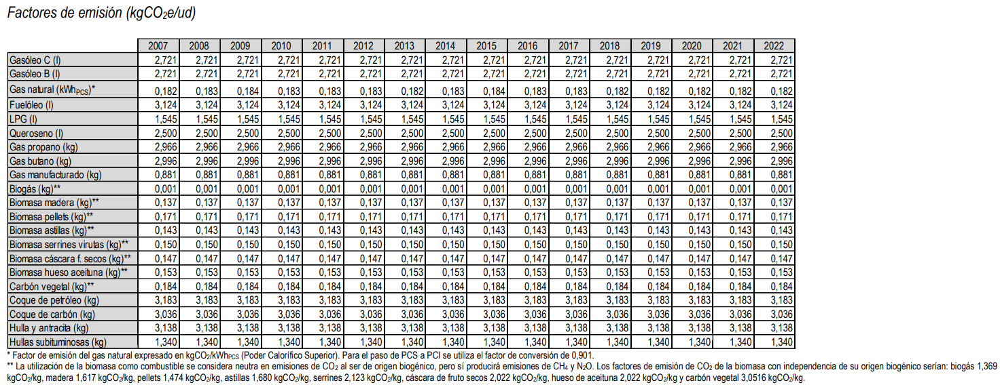 Factores de emisión (kgCO2e/ud)
2007 2008 2009 2010 2011 2012 2013 2014 2015 2016 2017 2018 2019 2020 2021 2022
Gasóleo C (l) 2,721 2,721 2,721 2,721 2,721 2,721 2,721 2,721 2,721 2,721 2,721 2,721 2,721 2,721 2,721 2,721
Gasóleo B (l) 2,721 2,721 2,721 2,721 2,721 2,721 2,721 2,721 2,721 2,721 2,721 2,721 2,721 2,721 2,721 2,721
Gas natural (kWhPCS)* 0,182 0,183 0,184 0,183 0,183 0,183 0,182 0,183 0,184 0,183 0,183 0,182 0,182 0,182 0,182 0,182
Fuelóleo (l) 3,124 3,124 3,124 3,124 3,124 3,124 3,124 3,124 3,124 3,124 3,124 3,124 3,124 3,124 3,124 3,124
LPG (l) 1,545 1,545 1,545 1,545 1,545 1,545 1,545 1,545 1,545 1,545 1,545 1,545 1,545 1,545 1,545 1,545
Queroseno (l) 2,500 2,500 2,500 2,500 2,500 2,500 2,500 2,500 2,500 2,500 2,500 2,500 2,500 2,500 2,500 2,500
Gas propano (kg) 2,966 2,966 2,966 2,966 2,966 2,966 2,966 2,966 2,966 2,966 2,966 2,966 2,966 2,966 2,966 2,966
Gas butano (kg) 2,996 2,996 2,996 2,996 2,996 2,996 2,996 2,996 2,996 2,996 2,996 2,996 2,996 2,996 2,996 2,996
Gas manufacturado (kg) 0,881 0,881 0,881 0,881 0,881 0,881 0,881 0,881 0,881 0,881 0,881 0,881 0,881 0,881 0,881 0,881
Biogás (kg)** 0,001 0,001 0,001 0,001 0,001 0,001 0,001 0,001 0,001 0,001 0,001 0,001 0,001 0,001 0,001 0,001
Biomasa madera (kg)** 0,137 0,137 0,137 0,137 0,137 0,137 0,137 0,137 0,137 0,137 0,137 0,137 0,137 0,137 0,137 0,137
Biomasa pellets (kg)** 0,171 0,171 0,171 0,171 0,171 0,171 0,171 0,171 0,171 0,171 0,171 0,171 0,171 0,171 0,171 0,171
Biomasa astillas (kg)** 0,143 0,143 0,143 0,143 0,143 0,143 0,143 0,143 0,143 0,143 0,143 0,143 0,143 0,143 0,143 0,143
Biomasa serrines virutas (kg)** 0,150 0,150 0,150 0,150 0,150 0,150 0,150 0,150 0,150 0,150 0,150 0,150 0,150 0,150 0,150 0,150
Biomasa cáscara f. secos (kg)** 0,147 0,147 0,147 0,147 0,147 0,147 0,147 0,147 0,147 0,147 0,147 0,147 0,147 0,147 0,147 0,147
Biomasa hueso aceituna (kg)** 0,153 0,153 0,153 0,153 0,153 0,153 0,153 0,153 0,153 0,153 0,153 0,153 0,153 0,153 0,153 0,153
Carbón vegetal (kg)** 0,184 0,184 0,184 0,184 0,184 0,184 0,184 0,184 0,184 0,184 0,184 0,184 0,184 0,184 0,184 0,184
Coque de petróleo (kg) 3,183 3,183 3,183 3,183 3,183 3,183 3,183 3,183 3,183 3,183 3,183 3,183 3,183 3,183 3,183 3,183
Coque de carbón (kg) 3,036 3,036 3,036 3,036 3,036 3,036 3,036 3,036 3,036 3,036 3,036 3,036 3,036 3,036 3,036 3,036
Hulla y antracita (kg) 3,138 3,138 3,138 3,138 3,138 3,138 3,138 3,138 3,138 3,138 3,138 3,138 3,138 3,138 3,138 3,138
Hullas subituminosas (kg) 1,340 1,340 1,340 1,340 1,340 1,340 1,340 1,340 1,340 1,340 1,340 1,340 1,340 1,340 1,340 1,340
* Factor de emisión del gas natural expresado en kgCO2/kWhPCS (Poder Calorífico Superior). Para el paso de PCS a PCI se utiliza el factor de conversión de 0,901.
** La utilización de la biomasa como combustible se considera neutra en emisiones de CO2 al ser de origen biogénico, pero sí producirá emisiones de CH4 y N2O. Los factores de emisión de CO2 de la biomasa con independencia de su origen biogénico serían: biogás 1,369
kgCO2/kg, madera 1,617 kgCO2/kg, pellets 1,474 kgCO2/kg, astillas 1,680 kgCO2/kg, serrines 2,123 kgCO2/kg, cáscara de fruto secos 2,022 kgCO2/kg, hueso de aceituna 2,022 kgCO2/kg y carbón vegetal 3,0516 kgCO2/kg.